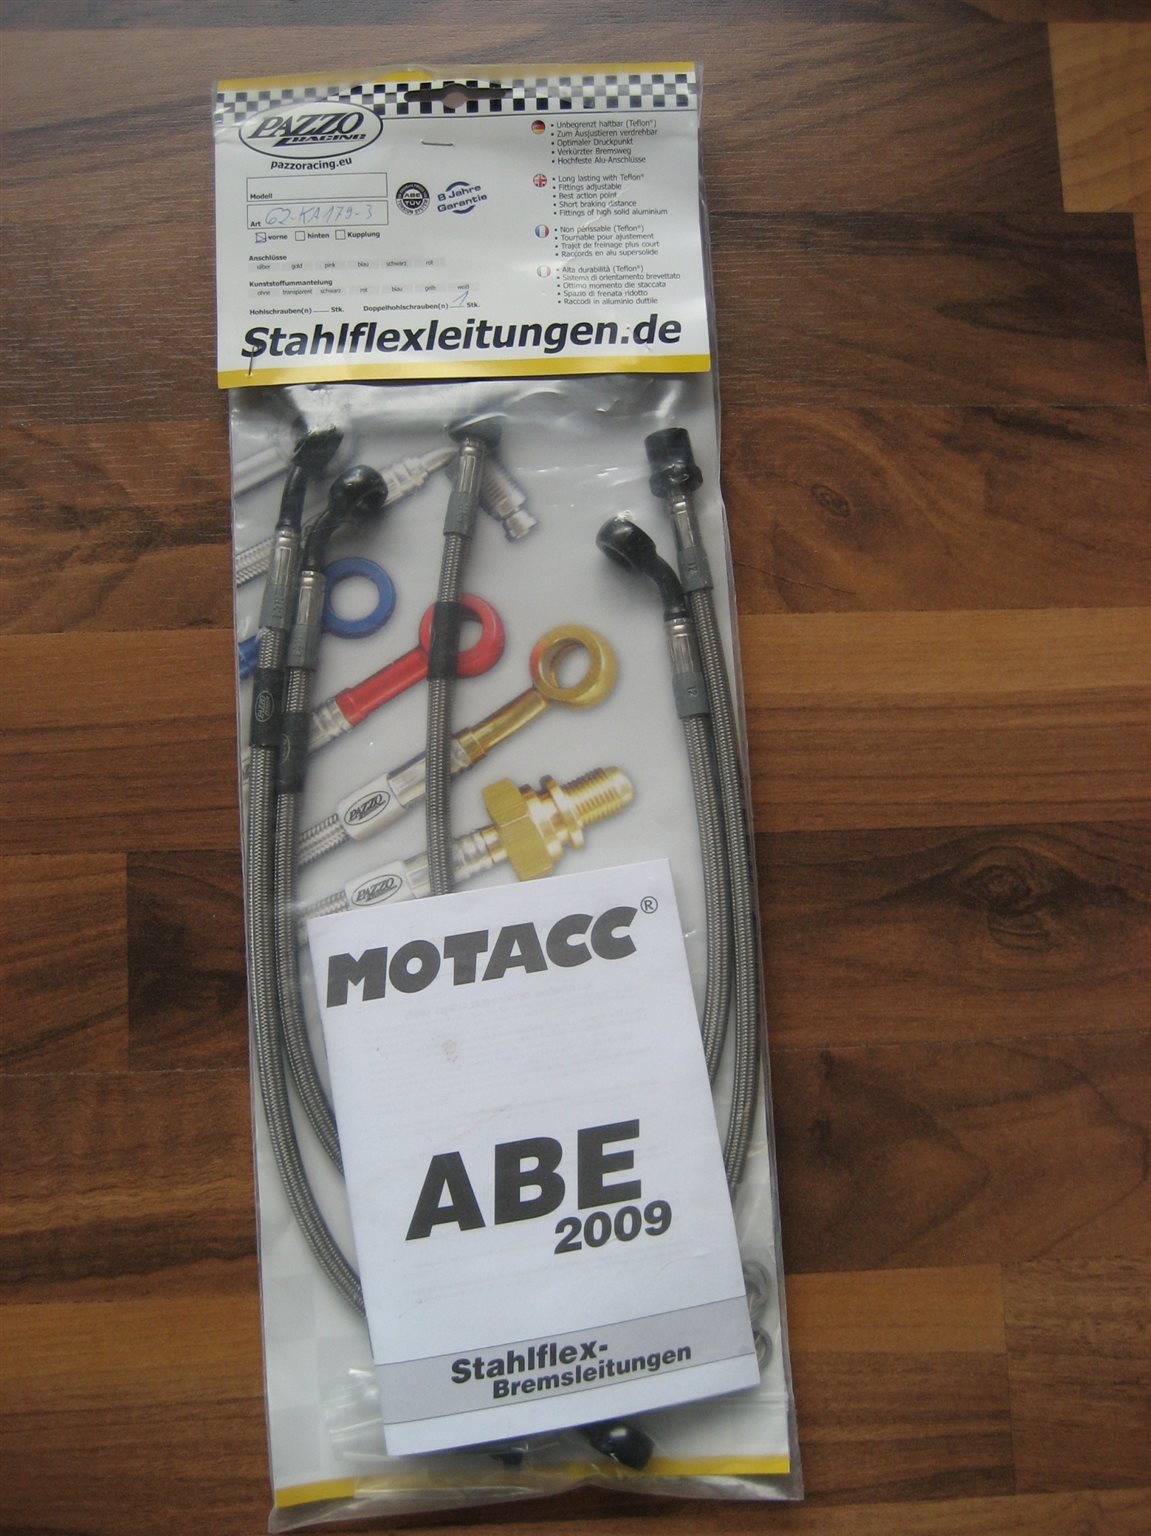 PAZZO
RACING
pazzoracing.eu
Modell
Art 62-KA179-3
vorne hinten Kupplung
ABE
TÜV
8 Jahre
Garantie
Anschlüsse
silber gold pink blau schwarz rot
Kunststoffummantelung
ohne transparent schwarz rot blau gelb weiß
Hohlschrauben(n) Stk. Doppelhohlschrauben(n) 1 Stk.
• Unbegrenzt haltbar (Teflon®)
• Zum Ausjustieren verdrehbar
• Optimaler Druckpunkt
• Verkürzter Bremsweg
• Hochfeste Alu-Anschlüsse
• Long lasting with Teflon®
• Fittings adjustable
• Best action point
• Short braking distance
• Fittings of high solid aluminium
• Non périssable (Teflon®)
• Tournable pour ajustement
• Trajet de freinage plus court
• Raccords en alu supersolide
• Alta durabilità (Teflon®)
• Sistema di orientamento brevettato
• Ottimo momento die staccata
• Spazio di frenata ridotto
• Raccodi in alluminio duttile
Stahlflexleitungen.de
PAZZO
PAZZO
PAZZO
MOTACC®
ABE
2009
Stahlflex-
Bremsleitungen